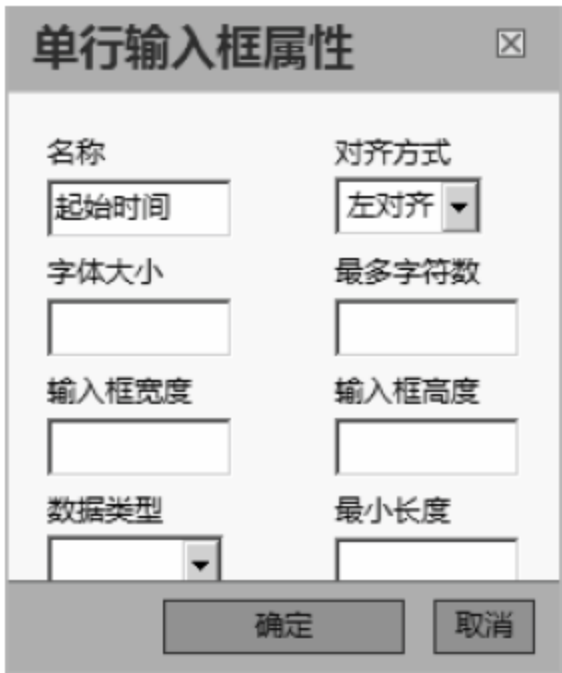 单行输入框属性
名称 对齐方式
起始时间 左对齐
字体大小 最多字符数
输入框宽度 输入框高度
数据类型 最小长度
确定 取消